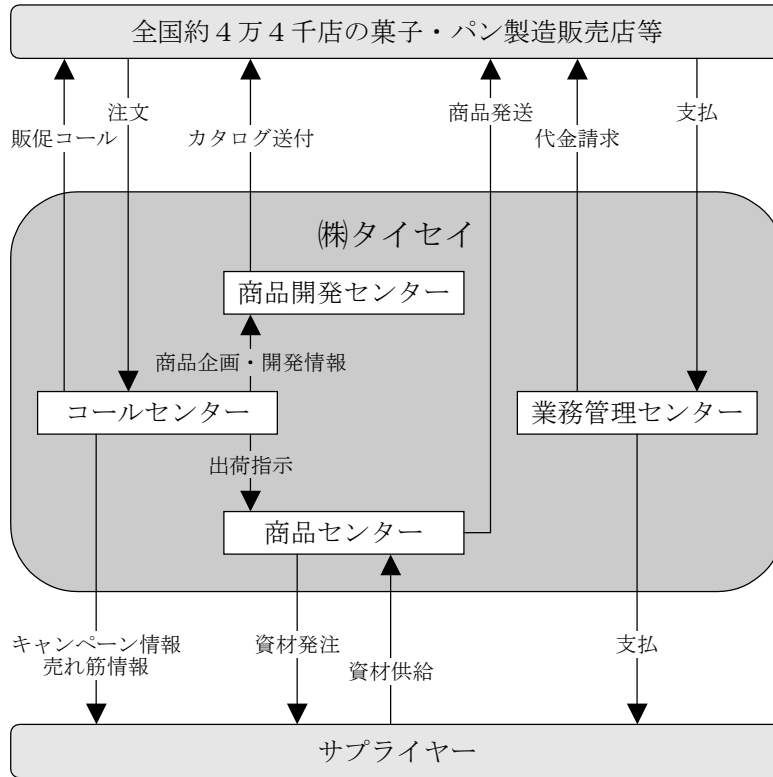 全国約４万４千店の菓子・パン製造販売店等
注文
商品発送
支払
販促コール
カタログ送付
代金請求
㈱タイセイ
商品開発センター
商品企画・開発情報
コールセンター
業務管理センター
出荷指示
商品センター
キャンペーン情報
売れ筋情報
資材発注
資材供給
支払
サプライヤー